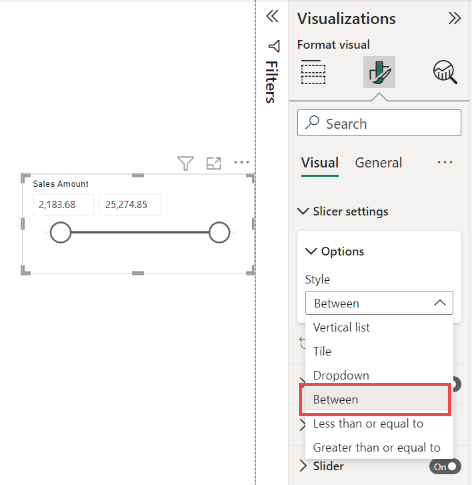 Visualizations
Format visual
Filters
Search
Visual General
Sales Amount
2,183.68 25,274.85
Slicer settings
Options
Style
Between
Vertical list
Tile
Dropdown
Between
Less than or equal to
Greater than or equal to
Slider On